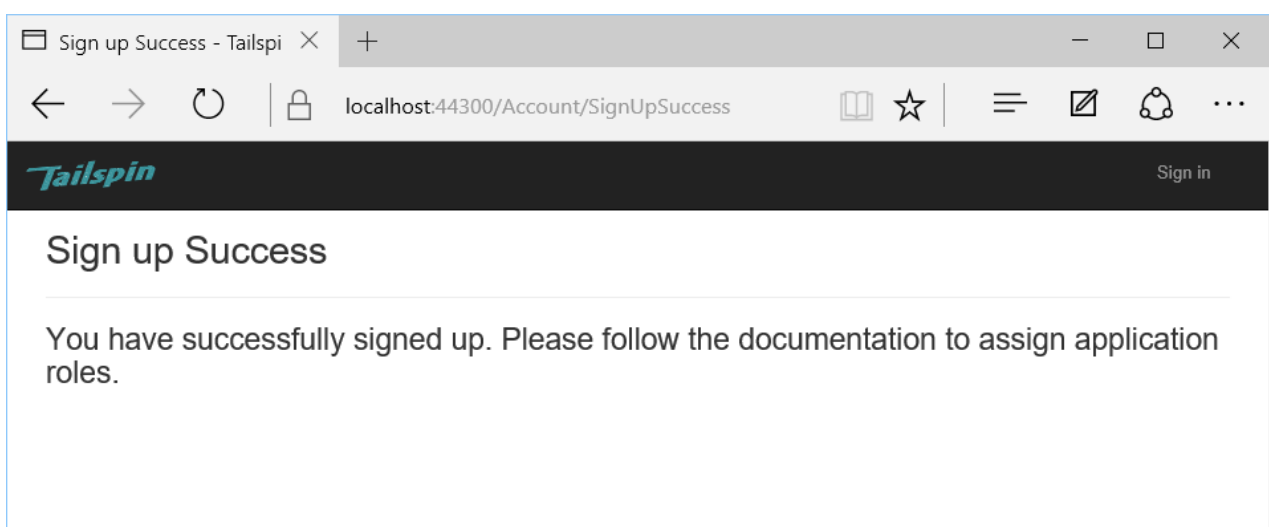 Sign up Success - Tailspi
localhost:44300/Account/SignUpSuccess
Tailspin
Sign in
Sign up Success
You have successfully signed up. Please follow the documentation to assign application
roles.